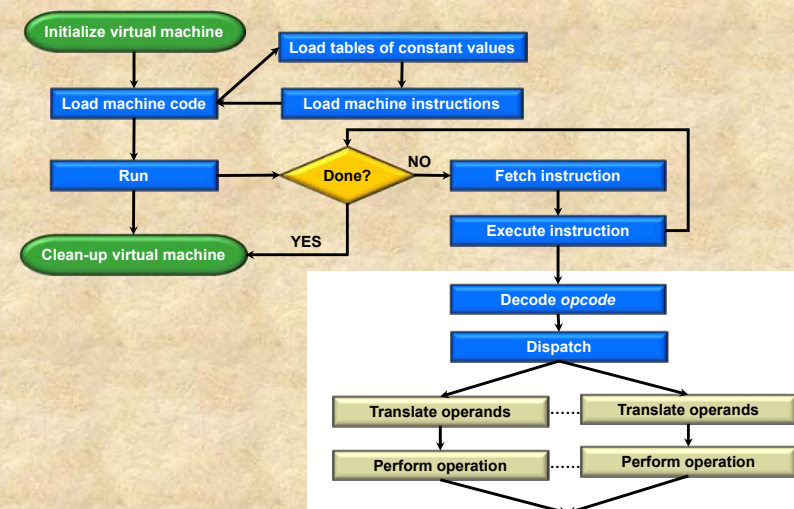 Initialize virtual machine
Load tables of constant values
Load machine code
Load machine instructions
Run
Done?
NO
Fetch instruction
Execute instruction
YES
Clean-up virtual machine
Decode opcode
Dispatch
Translate operands
......
Translate operands
Perform operation
......
Perform operation